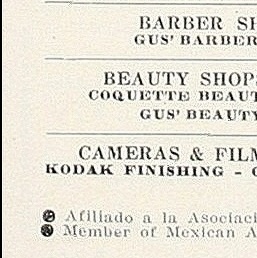 BARBER SH
GUS' BARBER
BEAUTY SHOPS
COQUETTE BEAUT
GUS' BEAUTY
CAMERAS & FILM
KODAK FINISHING - C
Afiliado a la Asociaci
Member of Mexican A